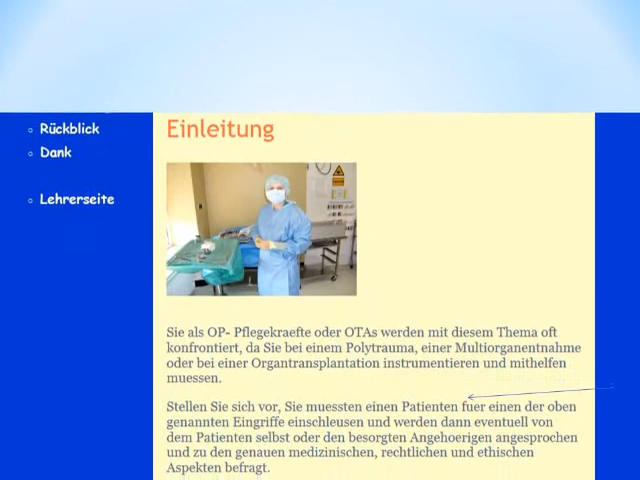 Rückblick
Dank
Lehrerseite
Einleitung
Sie als OP- Pflegekraefte oder OTAs werden mit diesem Thema oft
konfrontiert, da Sie bei einem Polytrauma, einer Multiorganentnahme
oder bei einer Organtransplantation instrumentieren und mithelfen
muessen.
Stellen Sie sich vor, Sie muessten einen Patienten fuer einen der oben
genannten Eingriffe einschleusen und werden dann eventuell von
dem Patienten selbst oder den besorgten Angehoerigen angesprochen
und zu den genauen medizinischen, rechtlichen und ethischen
Aspekten befragt.